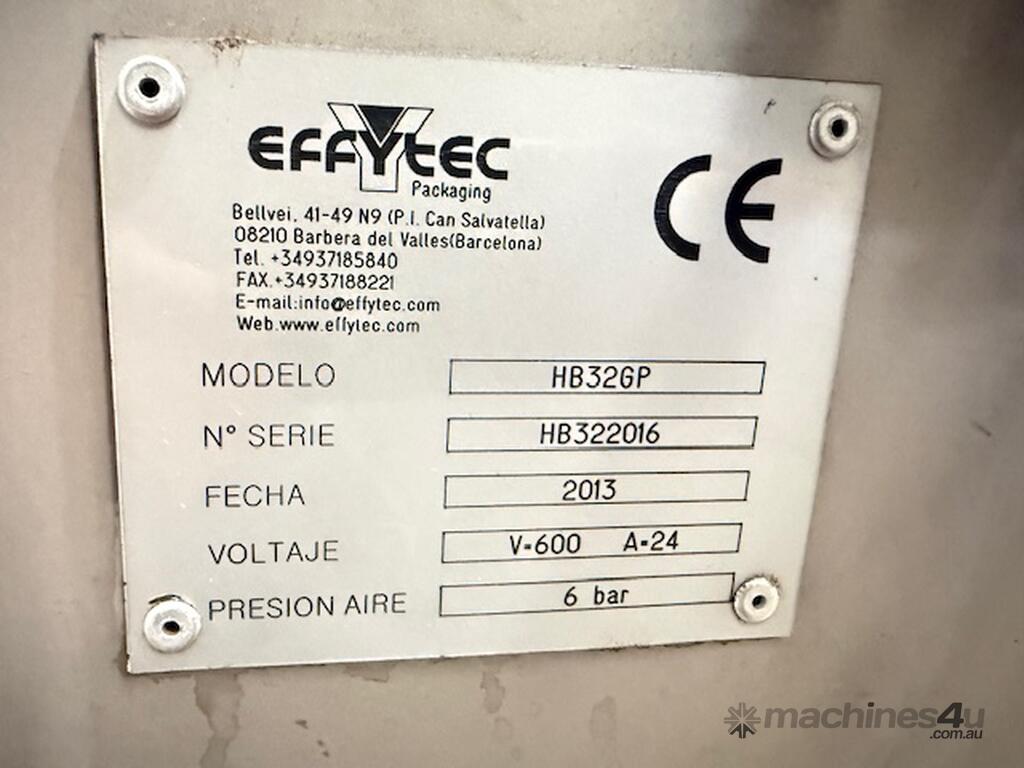 EFFYTEC
Packaging
Bellvei, 41-49 N9 (P.I. Can Salvatella)
08210 Barbera del Valles(Barcelona)
Tel. +34937185840
FAX.+34937188221
E-mail:info@effytec.com
Web.www.effytec.com
CE
MODELO HB32GP
Nº SERIE HB322016
FECHA 2013
VOLTAJE V=600 A=24
PRESION AIRE 6 bar
machines4u
.com.au